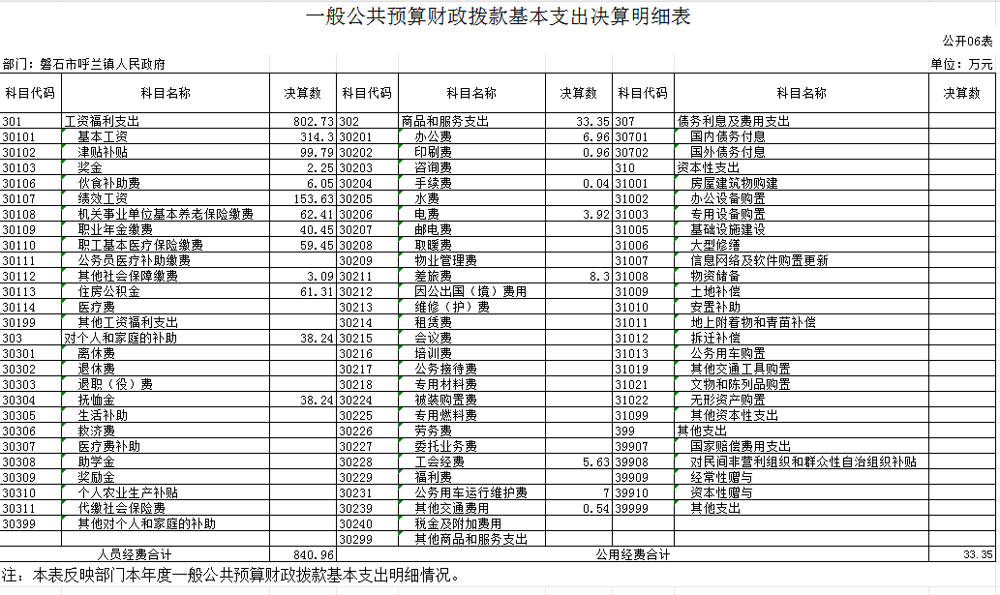 一般公共预算财政拨款基本支出决算明细表
公开06表
部门：磐石市呼兰镇人民政府 单位：万元
科目代码 科目名称 决算数 科目代码 科目名称 决算数 科目代码 科目名称 决算数
301 工资福利支出 802.73 302 商品和服务支出 33.35 307 债务利息及费用支出
30101 基本工资 314.3 30201 办公费 6.96 30701 国内债务付息
30102 津贴补贴 99.79 30202 印刷费 0.96 30702 国外债务付息
30103 奖金 2.25 30203 咨询费 310 资本性支出
30106 伙食补助费 6.05 30204 手续费 0.04 31001 房屋建筑物购建
30107 绩效工资 153.63 30205 水费 31002 办公设备购置
30108 机关事业单位基本养老保险缴费 62.41 30206 电费 3.92 31003 专用设备购置
30109 职业年金缴费 40.45 30207 邮电费 31005 基础设施建设
30110 职工基本医疗保险缴费 59.45 30208 取暖费 31006 大型修缮
30111 公务员医疗补助缴费 30209 物业管理费 31007 信息网络及软件购置更新
30112 其他社会保障缴费 3.09 30211 差旅费 8.3 31008 物资储备
30113 住房公积金 61.31 30212 因公出国（境）费用 31009 土地补偿
30114 医疗费 30213 维修（护）费 31010 安置补助
30199 其他工资福利支出 30214 租赁费 31011 地上附着物和青苗补偿
303 对个人和家庭的补助 38.24 30215 会议费 31012 拆迁补偿
30301 离休费 30216 培训费 31013 公务用车购置
30302 退休费 30217 公务接待费 31019 其他交通工具购置
30303 退职（役）费 30218 专用材料费 31021 文物和陈列品购置
30304 抚恤金 38.24 30224 被装购置费 31022 无形资产购置
30305 生活补助 30225 专用燃料费 31099 其他资本性支出
30306 救济费 30226 劳务费 399 其他支出
30307 医疗费补助 30227 委托业务费 39907 国家赔偿费用支出
30308 助学金 30228 工会经费 5.63 39908 对民间非营利组织和群众性自治组织补贴
30309 奖励金 30229 福利费 39909 经常性赠与
30310 个人农业生产补贴 30231 公务用车运行维护费 7 39910 资本性赠与
30311 代缴社会保险费 30239 其他交通费用 0.54 39999 其他支出
30399 其他对个人和家庭的补助 30240 税金及附加费用
30299 其他商品和服务支出
人员经费合计 840.96 公用经费合计 33.35
注：本表反映部门本年度一般公共预算财政拨款基本支出明细情况。